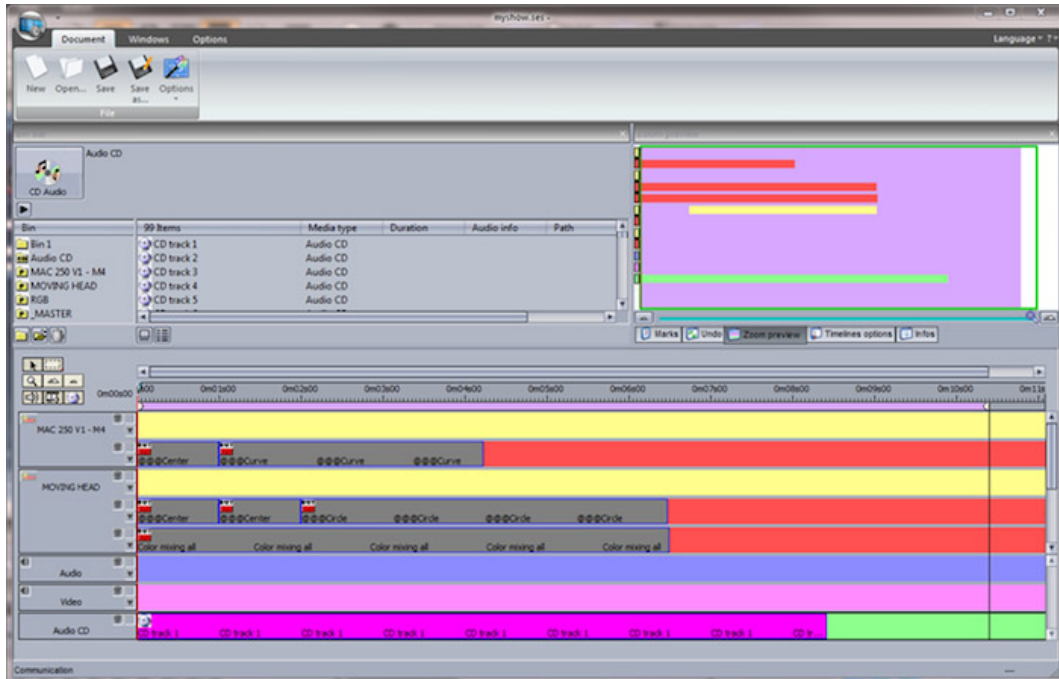 myshow.ses -
Document Windows Options Language ?
New Open... Save Save as... Options
File
Zoom preview
Audio CD
CD Audio
Bin 99 Items Media type Duration Audio info Path
Bin 1 CD track 1 Audio CD
Audio CD CD track 2 Audio CD
MAC 250 V1 - M4 CD track 3 Audio CD
MOVING HEAD CD track 4 Audio CD
RGB CD track 5 Audio CD
_MASTER
Marks Undo Zoom preview Timelines options Infos
0m00s00 0m01s00 0m02s00 0m03s00 0m04s00 0m05s00 0m06s00 0m07s00 0m08s00 0m09s00 0m10s00 0m11s
MAC 250 V1 - M4
@@@Center @@@Curve @@@Curve @@@Curve
MOVING HEAD
@@@Center @@@Center @@@Circle @@@Circle @@@Circle @@@Circle
Color mixing all Color mixing all Color mixing all Color mixing all Color mixing all
Audio
Video
Audio CD CD track 1 CD track 1 CD track 1 CD track 1 CD track 1 CD track 1 CD track 1 CD track 1 CD tr...
Communication